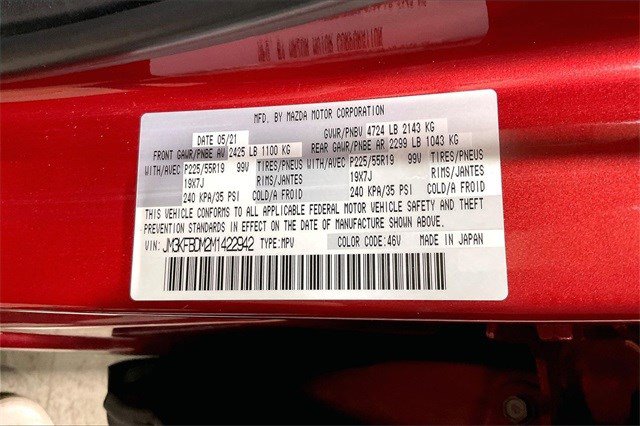 MFD. BY MAZDA MOTOR CORPORATION
DATE 05/21 GVWR/PNBV 4724 LB 2143 KG
FRONT GAWR/PNBE AV 2425 LB 1100 KG REAR GAWR/PNBE AR 2299 LB 1043 KG
WITH/AVEC P225/55R19 99V TIRES/PNEUS WITH/AVEC P225/55R19 99V TIRES/PNEUS
19X7J RIMS/JANTES 19X7J RIMS/JANTES
240 KPA/35 PSI COLD/A FROID 240 KPA/35 PSI COLD/A FROID
THIS VEHICLE CONFORMS TO ALL APPLICABLE FEDERAL MOTOR VEHICLE SAFETY AND THEFT
PREVENTION STANDARDS IN EFFECT ON THE DATE OF MANUFACTURE SHOWN ABOVE.
VIN: JM3KFBDM2M1422942 TYPE: MPV COLOR CODE: 46V MADE IN JAPAN